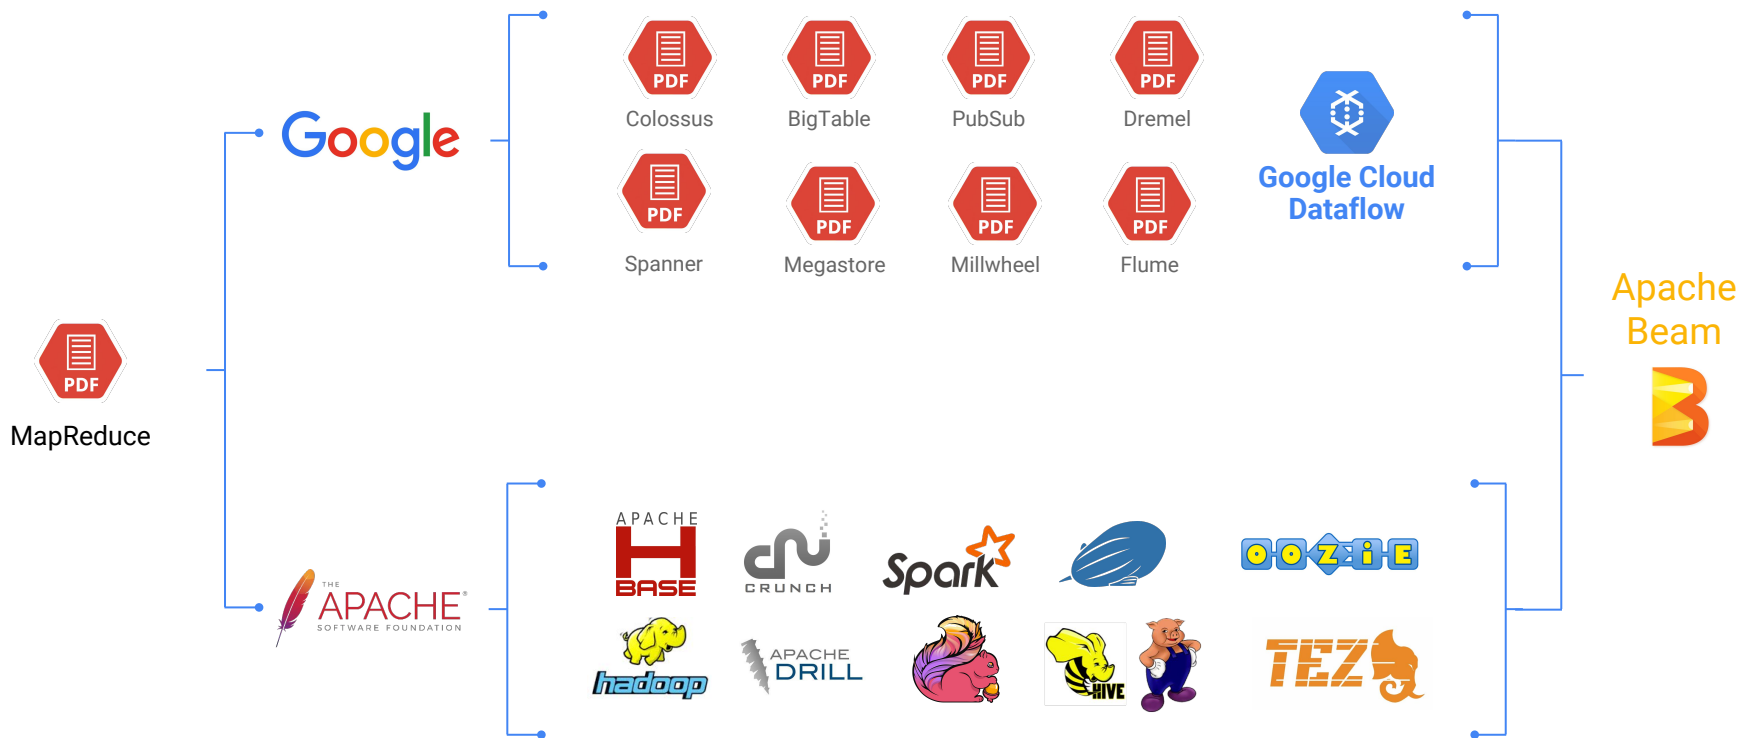 PDF
MapReduce
Google
PDF
PDF
PDF
PDF
Colossus
BigTable
PubSub
Dremel
PDF
PDF
PDF
PDF
Spanner
Megastore
Millwheel
Flume
Google Cloud
Dataflow
THE
APACHE®
SOFTWARE FOUNDATION
APACHE
H
BASE
CRUNCH
Spark
OOZiE
hadoop
APACHE
DRILL
HIVE
TEZ
Apache
Beam